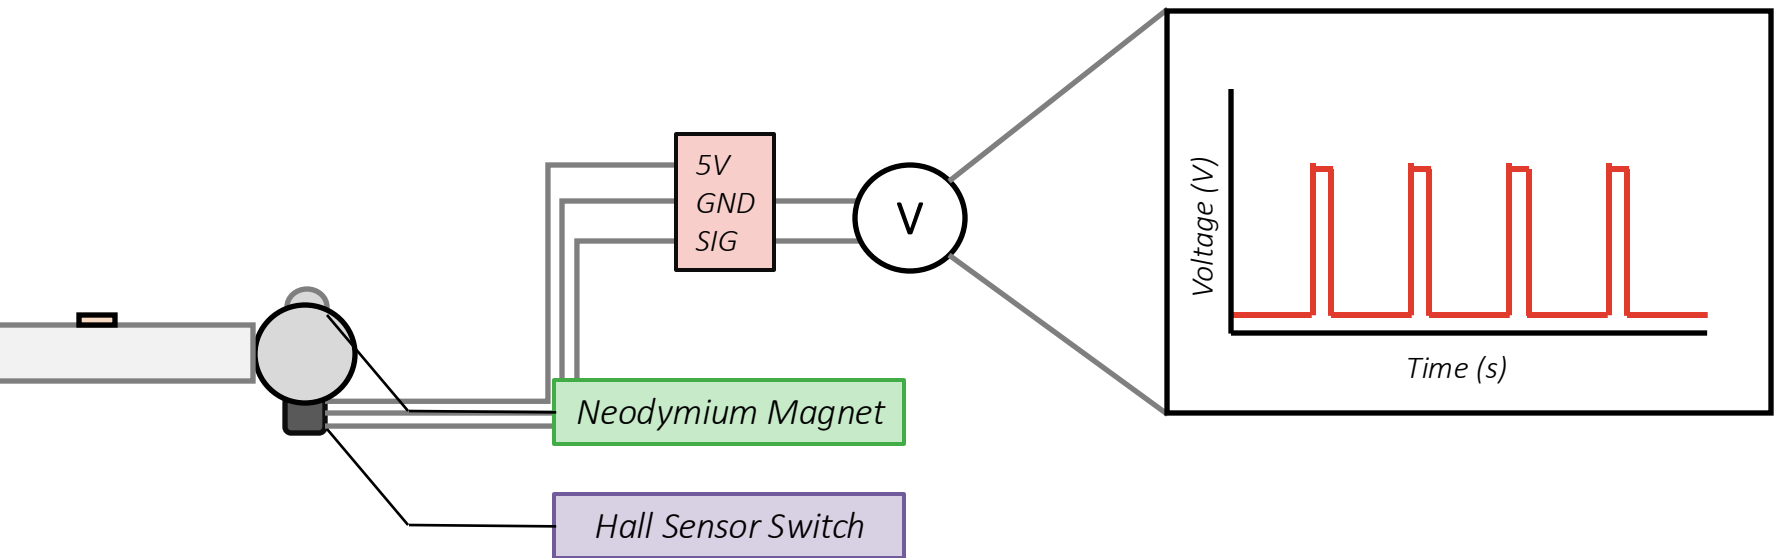 5V
GND
SIG
V
Voltage (V)
Time (s)
Neodymium Magnet
Hall Sensor Switch